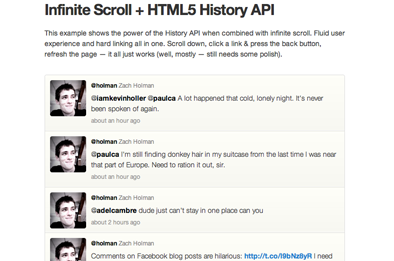 Infinite Scroll + HTML5 History API
This example shows the power of the History API when combined with infinite scroll. Fluid user
experience and hard linking all in one. Scroll down, click a link & press the back button,
refresh the page — it all just works (well, mostly — still needs some polish).
@holman Zach Holman
@iamkevinholler @paulca A lot happened that cold, lonely night. It's never
been spoken of again.
about an hour ago
@holman Zach Holman
@paulca I'm still finding donkey hair in my suitcase from the last time I was near
that part of Europe. Need to ration it out, sir.
about an hour ago
@holman Zach Holman
@adelcambre dude just can't stay in one place can you
about 2 hours ago
@holman Zach Holman
Comments on Facebook blog posts are hilarious: http://t.co/I9bNz8yR I need